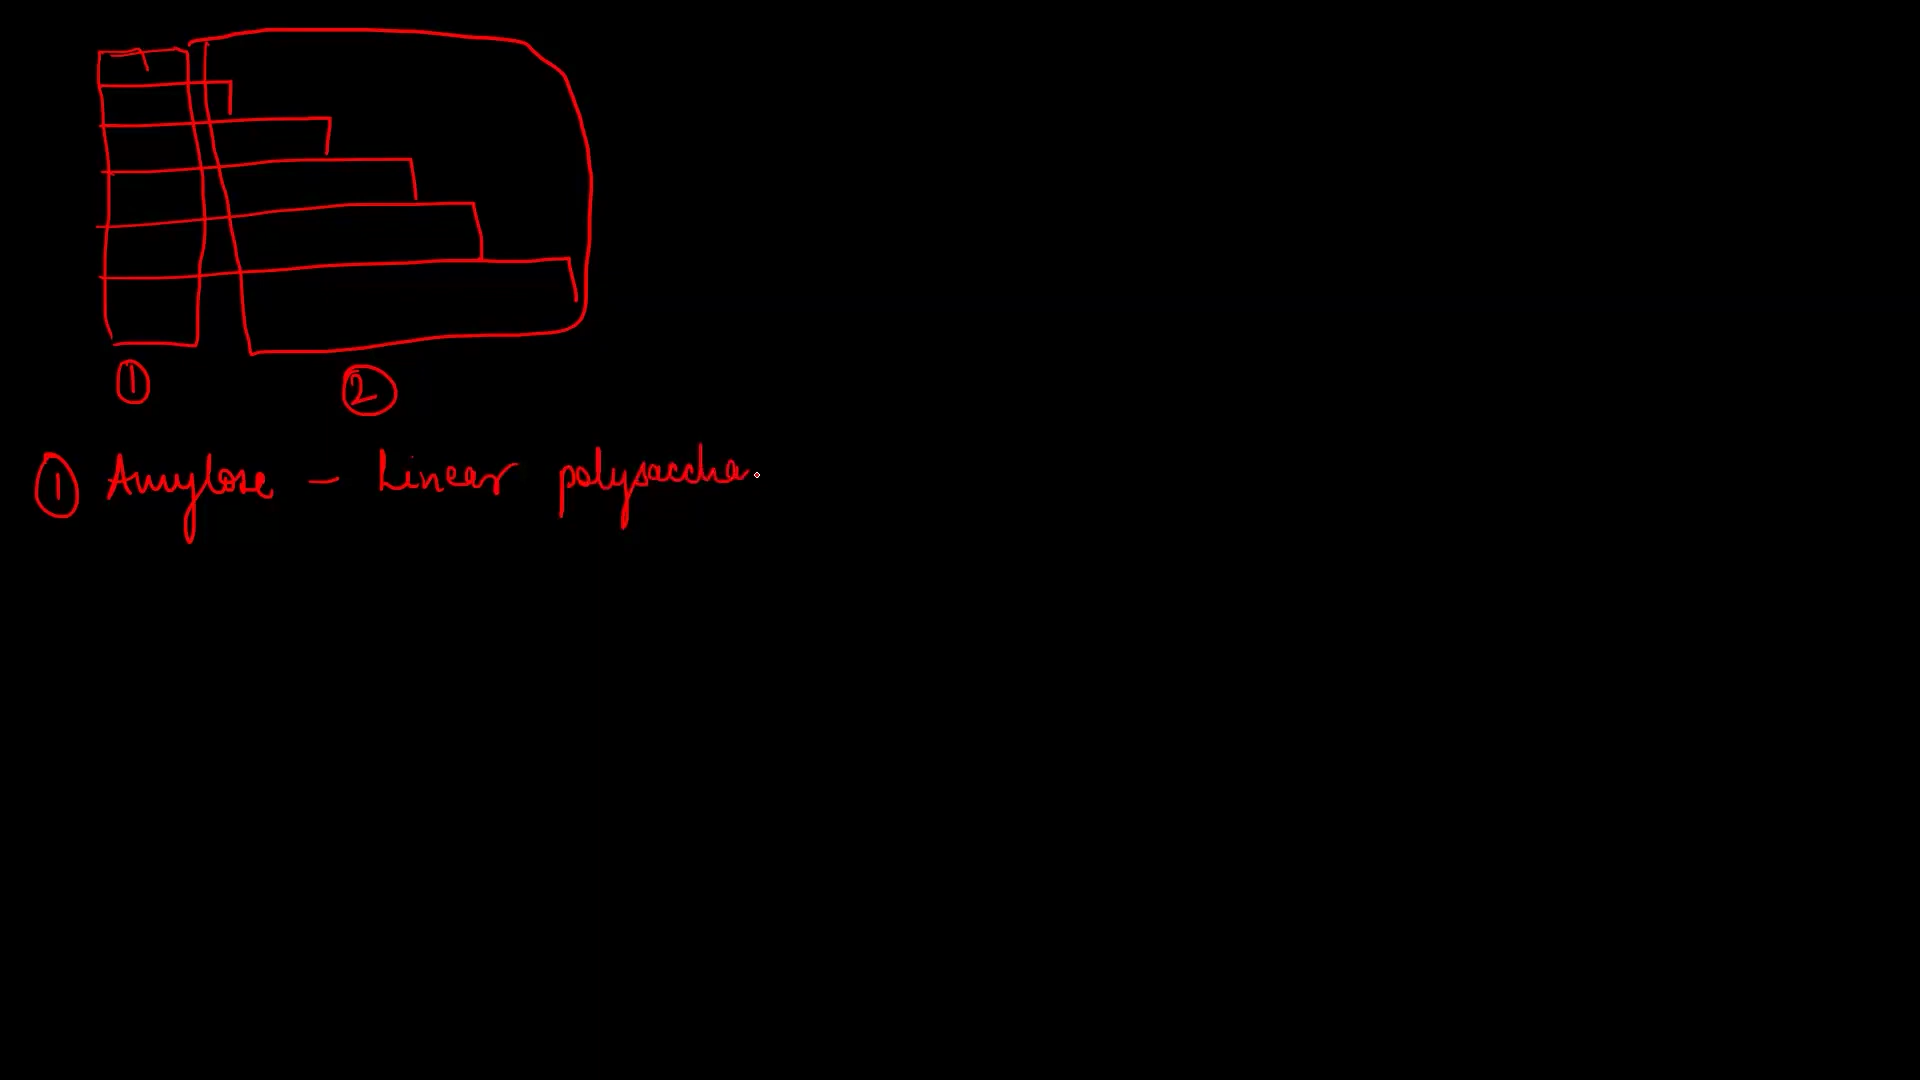 ① ②
① Amylose – Linear polysaccha